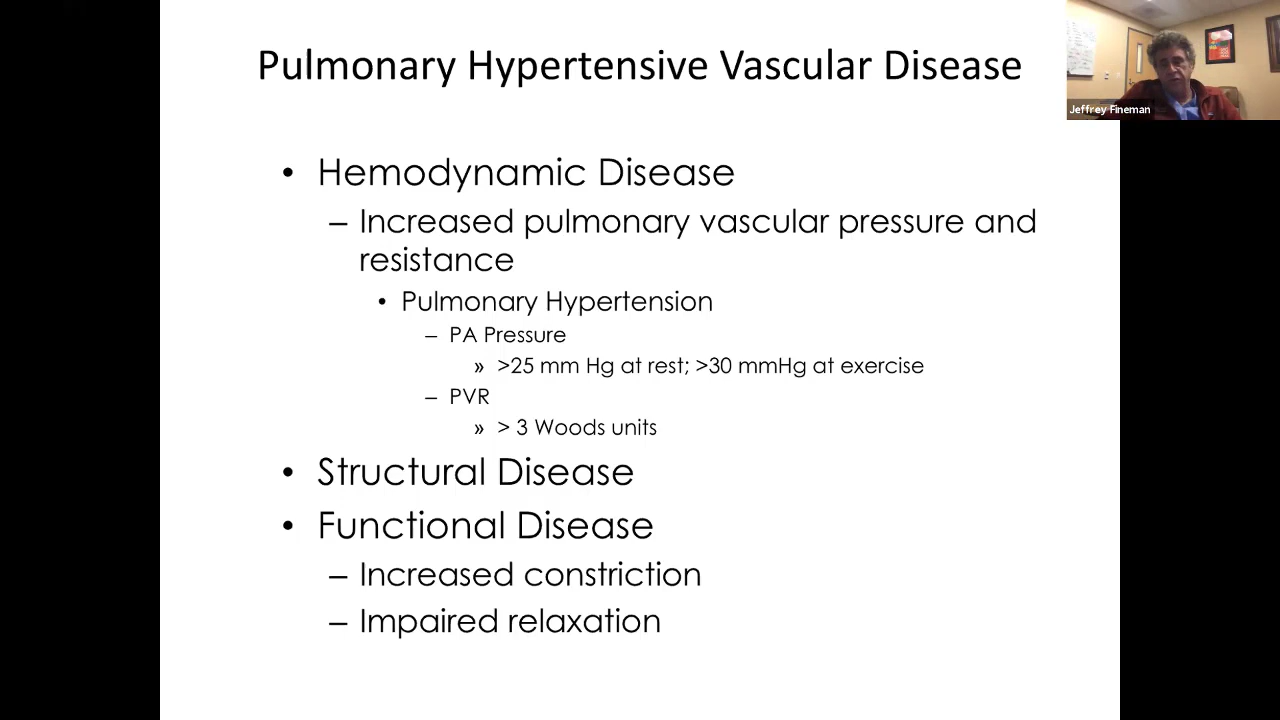 Pulmonary Hypertensive Vascular Disease
Jeffrey Fineman
• Hemodynamic Disease
– Increased pulmonary vascular pressure and
resistance
• Pulmonary Hypertension
– PA Pressure
» >25 mm Hg at rest; >30 mmHg at exercise
– PVR
» > 3 Woods units
• Structural Disease
• Functional Disease
– Increased constriction
– Impaired relaxation